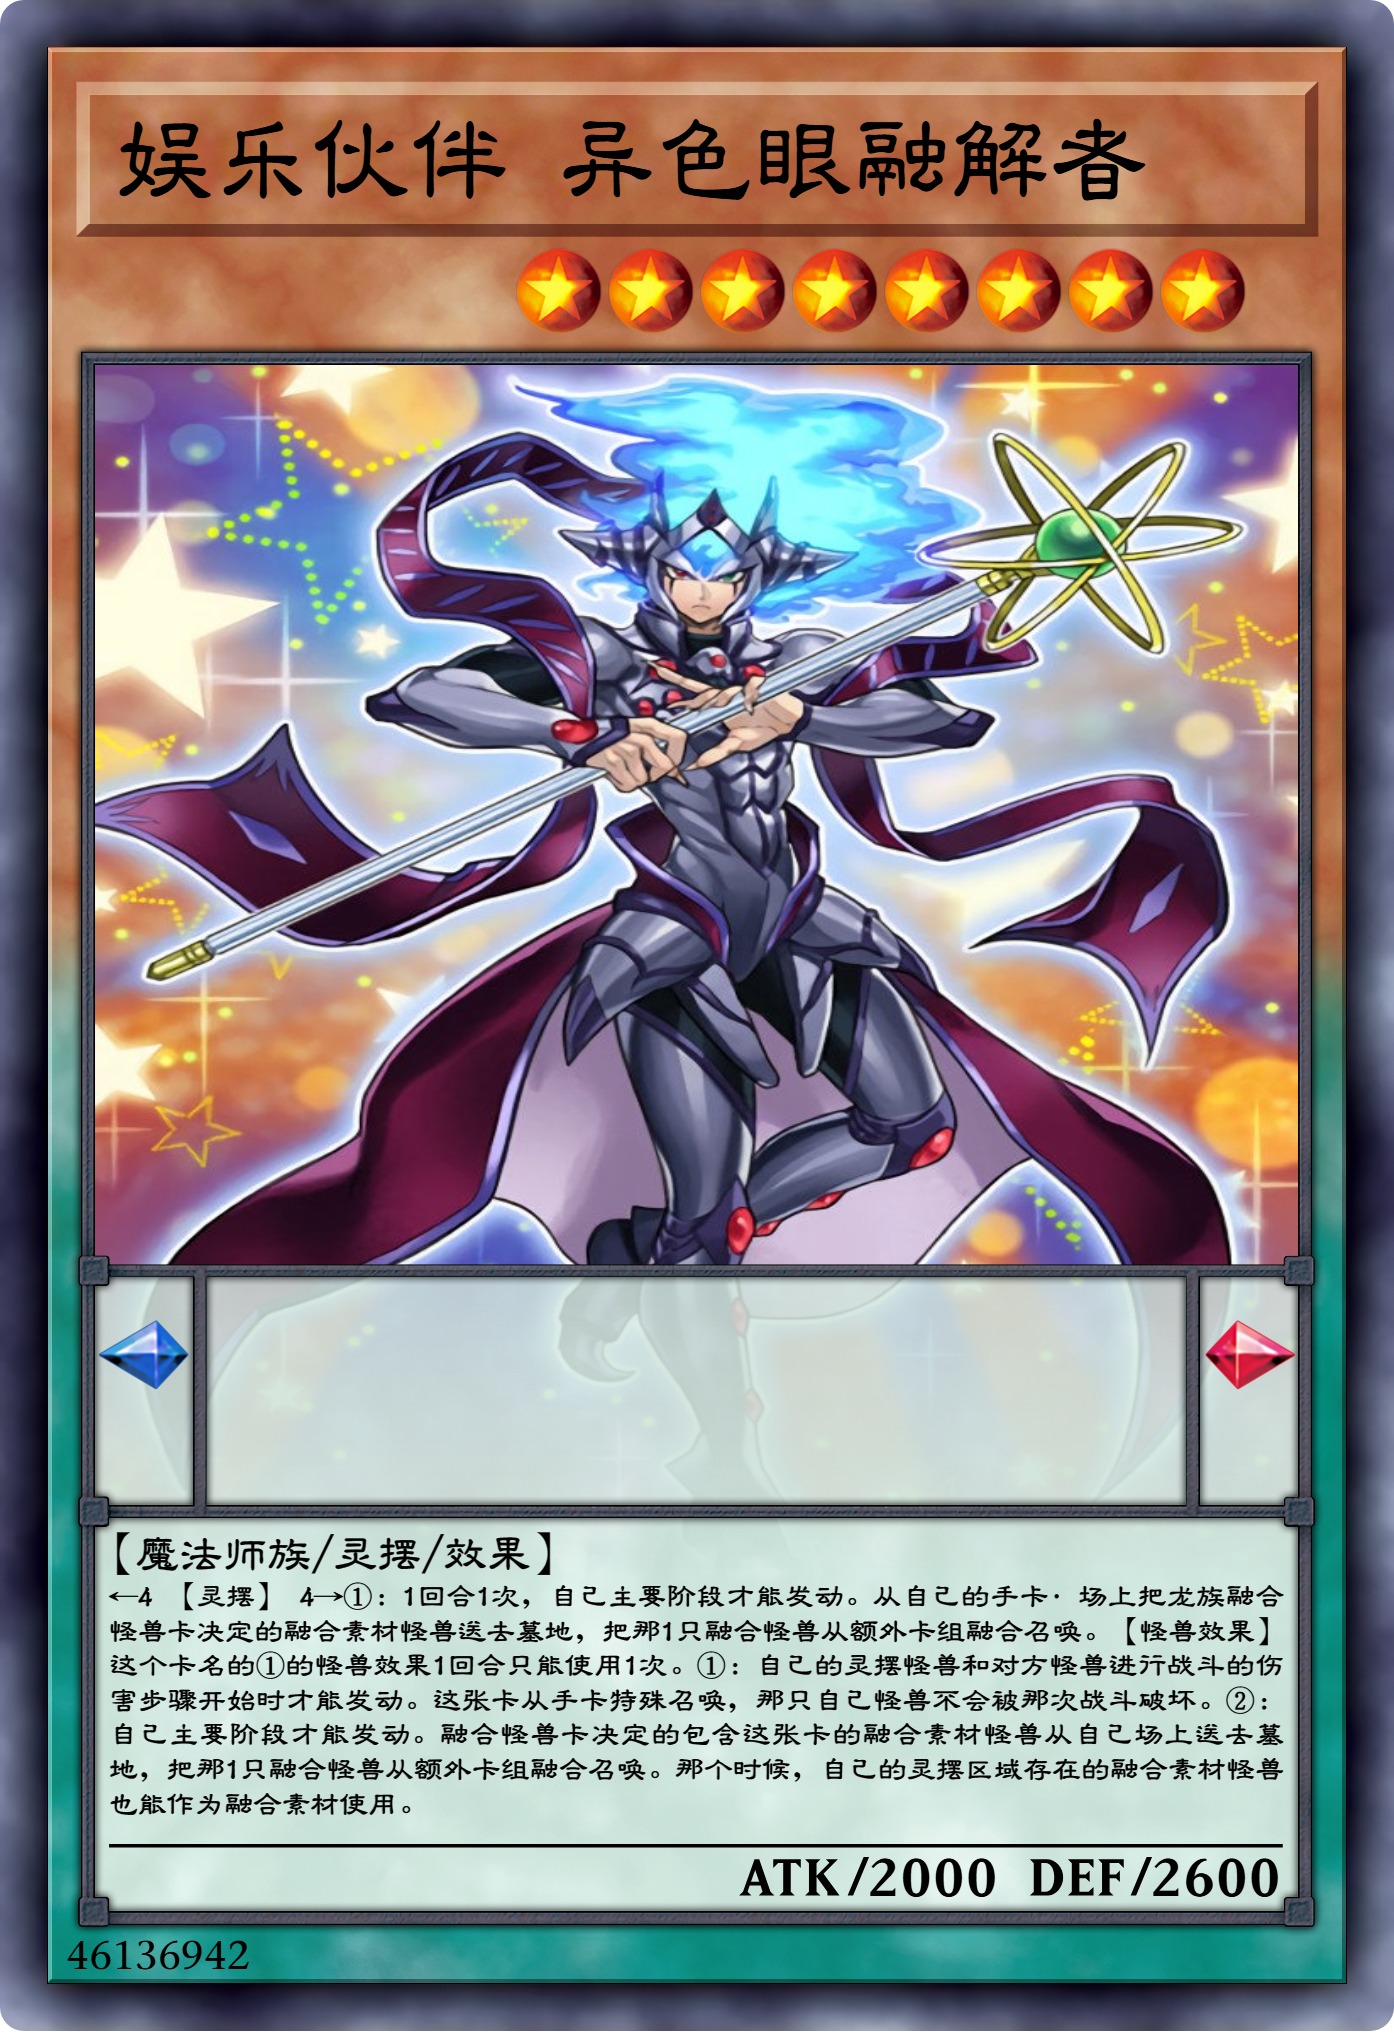 娱乐伙伴 异色眼融解者
【魔法师族/灵摆/效果】
←4 【灵摆】 4→①：1回合1次，自己主要阶段才能发动。从自己的手卡·场上把龙族融合
怪兽卡决定的融合素材怪兽送去墓地，把那1只融合怪兽从额外卡组融合召唤。【怪兽效果】
这个卡名的①的怪兽效果1回合只能使用1次。①：自己的灵摆怪兽和对方怪兽进行战斗的伤
害步骤开始时才能发动。这张卡从手卡特殊召唤，那只自己怪兽不会被那次战斗破坏。②：
自己主要阶段才能发动。融合怪兽卡决定的包含这张卡的融合素材怪兽从自己场上送去墓
地，把那1只融合怪兽从额外卡组融合召唤。那个时候，自己的灵摆区域存在的融合素材怪兽
也能作为融合素材使用。
ATK/2000 DEF/2600
46136942